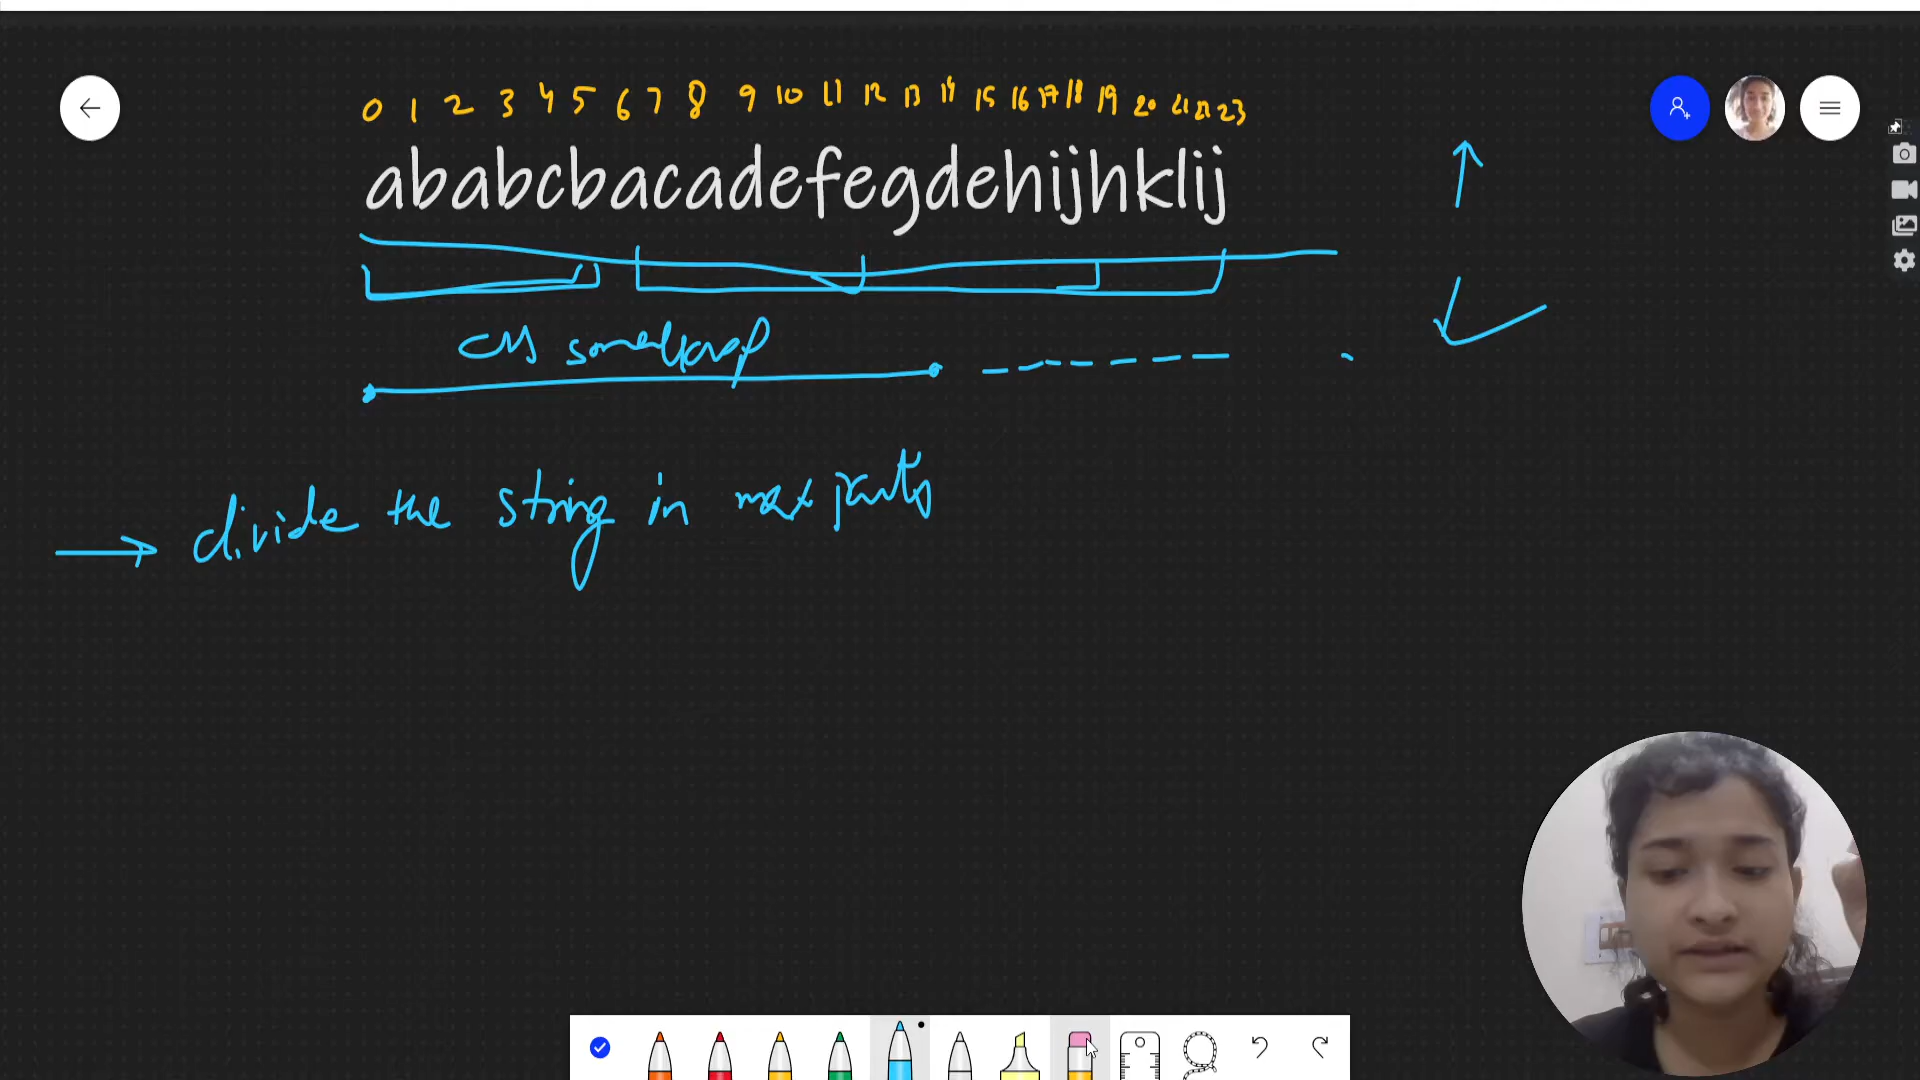 0 1 2 3 4 5 6 7 8 9 10 11 12 13 14 15 16 17 18 19 20 21 22 23
ababcbacadefegdehijhklij
→ divide the string in max parts